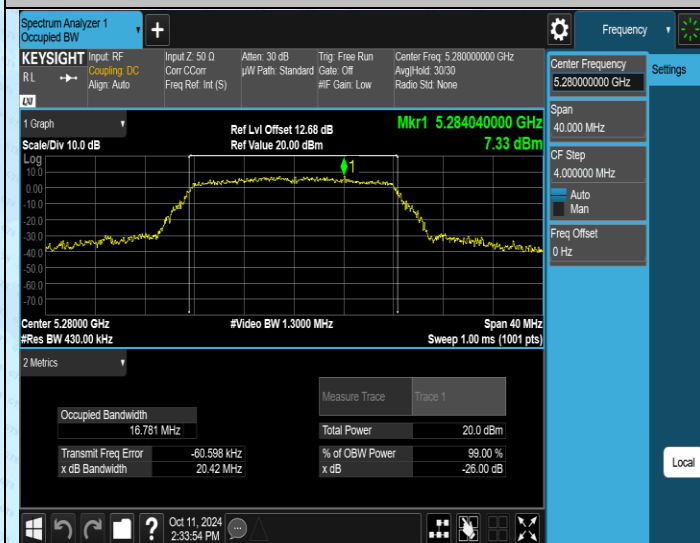 Spectrum Analyzer 1
Occupied BW
Frequency
KEYSIGHT
Input: RF
Coupling: DC
Align: Auto
Input Z: 50 Ω
Corr CCorr
Freq Ref: Int (S)
Atten: 30 dB
µW Path: Standard
Trig: Free Run
Gate: Off
#IF Gain: Low
Center Freq: 5.280000000 GHz
Avg|Hold: 30/30
Radio Std: None
RL
LXI
Center Frequency
5.280000000 GHz
Settings
Span
40.000 MHz
CF Step
4.000000 MHz
Auto
Man
Freq Offset
0 Hz
Local
1 Graph
Scale/Div 10.0 dB
Ref Lvl Offset 12.68 dB
Ref Value 20.00 dBm
Mkr1 5.284040000 GHz
7.33 dBm
Log
10.0
0.00
-10.0
-20.0
-30.0
-40.0
-50.0
-60.0
-70.0
1
Center 5.28000 GHz
#Video BW 1.3000 MHz
Span 40 MHz
#Res BW 430.00 kHz
Sweep 1.00 ms (1001 pts)
2 Metrics
Measure Trace
Trace 1
Occupied Bandwidth
16.781 MHz
Total Power
20.0 dBm
Transmit Freq Error
-60.598 kHz
% of OBW Power
99.00 %
x dB Bandwidth
20.42 MHz
x dB
-26.00 dB
?
Oct 11, 2024
2:33:54 PM